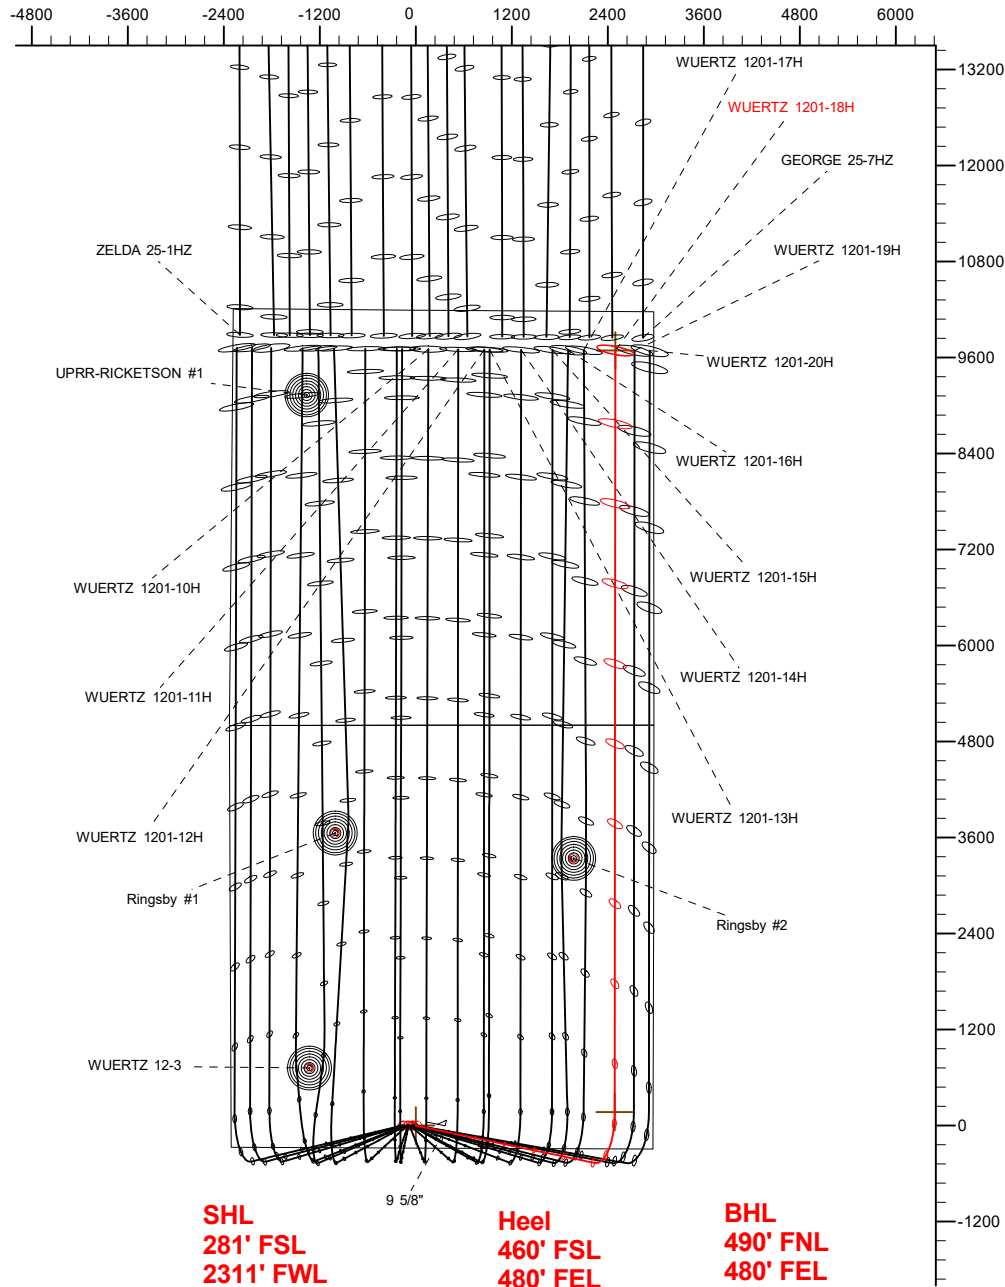 -4800 -3600 -2400 -1200 0 1200 2400 3600 4800 6000
WUERTZ 1201-17H
13200
WUERTZ 1201-18H
GEORGE 25-7HZ
12000
ZELDA 25-1HZ
WUERTZ 1201-19H
10800
UPRR-RICKETSON #1
WUERTZ 1201-20H
9600
WUERTZ 1201-16H
8400
WUERTZ 1201-10H
WUERTZ 1201-15H
7200
WUERTZ 1201-11H
WUERTZ 1201-14H
6000
4800
WUERTZ 1201-12H
WUERTZ 1201-13H
3600
Ringsby #1
Ringsby #2
2400
WUERTZ 12-3
1200
0
9 5/8"
-1200
SHL
281' FSL
2311' FWL
Heel
460' FSL
480' FEL
BHL
490' FNL
480' FEL